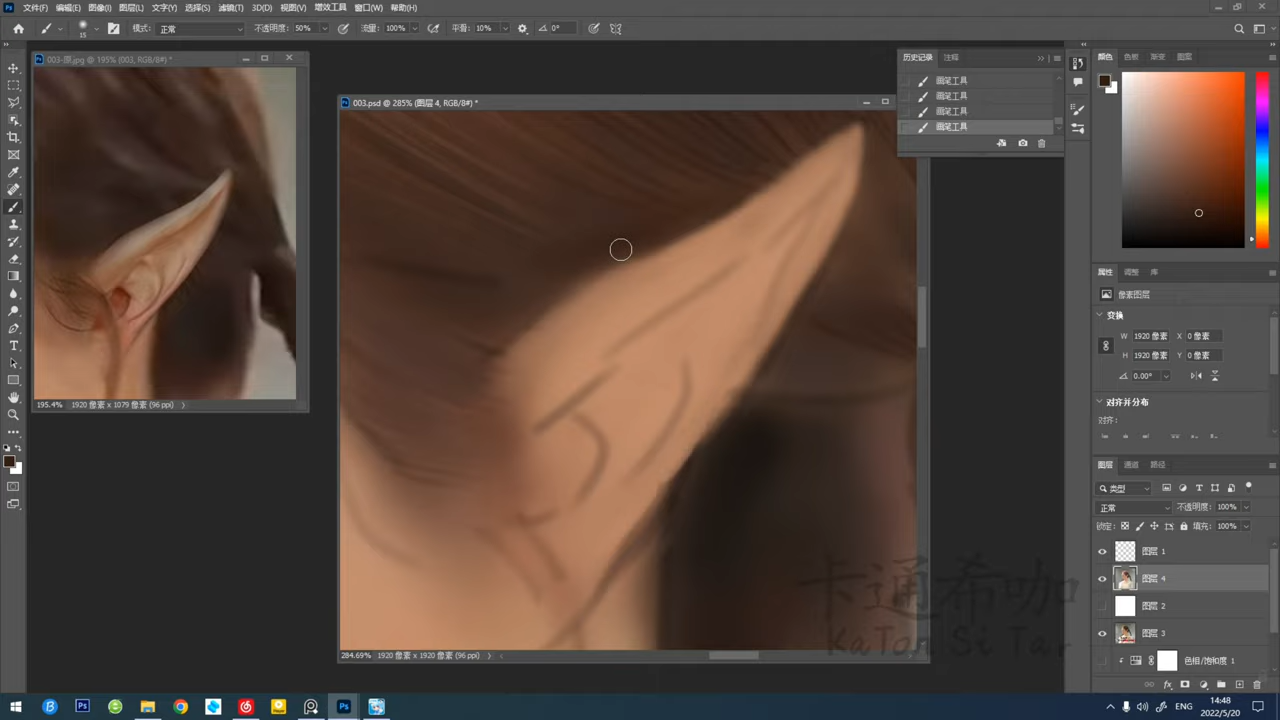 文件(F) 编辑(E) 图像(I) 图层(L) 文字(Y) 选择(S) 滤镜(T) 3D(D) 视图(V) 增效工具 窗口(W) 帮助(H)
模式: 正常 不透明度: 50% 流量: 100% 平滑: 10% 0°
003-原.jpg @ 195% (003, RGB/8#) *
历史记录 注释
颜色 色板 渐变 图案
画笔工具
画笔工具
画笔工具
画笔工具
003.psd @ 285% (图层 4, RGB/8#) *
属性 调整 库
像素图层
变换
W 1920 像素 X 0 像素
H 1920 像素 Y 0 像素
0.00°
195.4% 1920 像素 x 1079 像素 (96 ppi)
对齐并分布
对齐:
图层 通道 路径
类型
正常 不透明度: 100%
锁定: 填充: 100%
图层 1
图层 4
图层 2
图层 3
色相/饱和度 1
卡通希咖
KaTon Si Tar
284.69% 1920 像素 x 1920 像素 (96 ppi)
ENG
14:48
2022/5/20